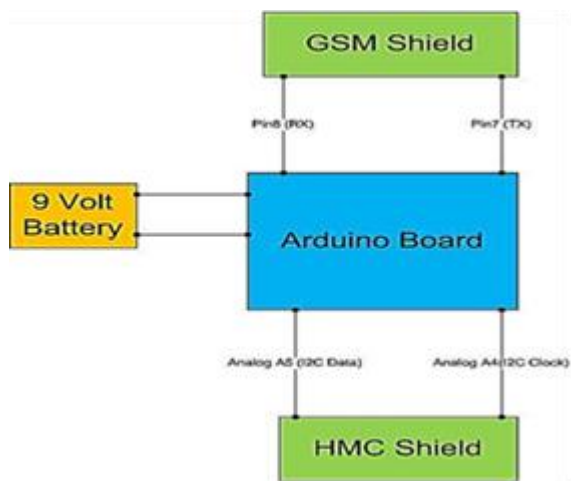 GSM Shield
Pin8 (RX)
Pin7 (TX)
9 Volt
Battery
Arduino Board
Analog A5 (I2C Data)
Analog A4(I2C Clock)
HMC Shield